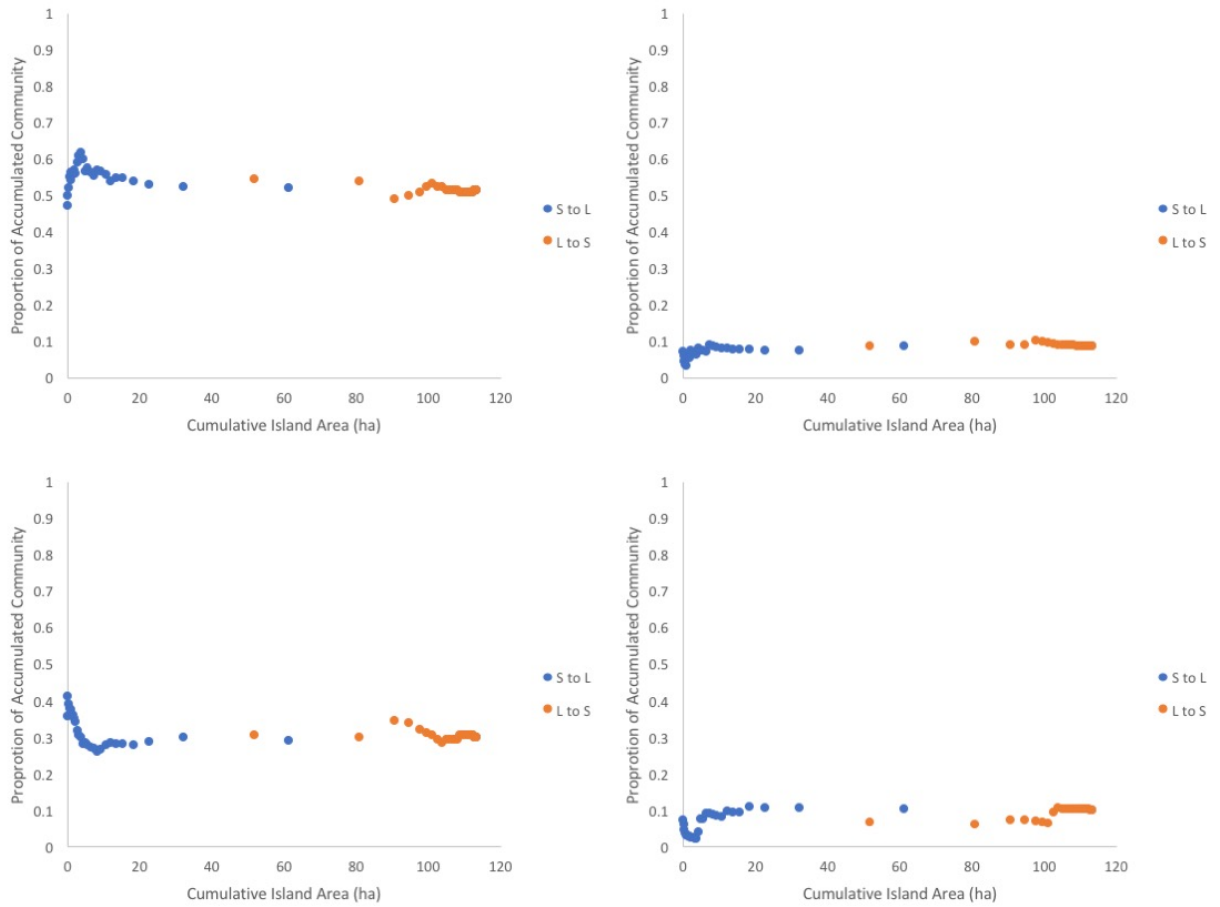 1
0.9
0.8
0.7
0.6
0.5
0.4
0.3
0.2
0.1
0
0 20 40 60 80 100 120
Proportion of Accumulated Community
Cumulative Island Area (ha)
S to L
L to S
1
0.9
0.8
0.7
0.6
0.5
0.4
0.3
0.2
0.1
0
0 20 40 60 80 100 120
Proportion of Accumulated Community
Cumulative Island Area (ha)
S to L
L to S
1
0.9
0.8
0.7
0.6
0.5
0.4
0.3
0.2
0.1
0
0 20 40 60 80 100 120
Proprotion of Accumulated Community
Cumulative Island Area (ha)
S to L
L to S
1
0.9
0.8
0.7
0.6
0.5
0.4
0.3
0.2
0.1
0
0 20 40 60 80 100 120
Proprotion of Accumulated Community
Cumulative Island Area (ha)
S to L
L to S